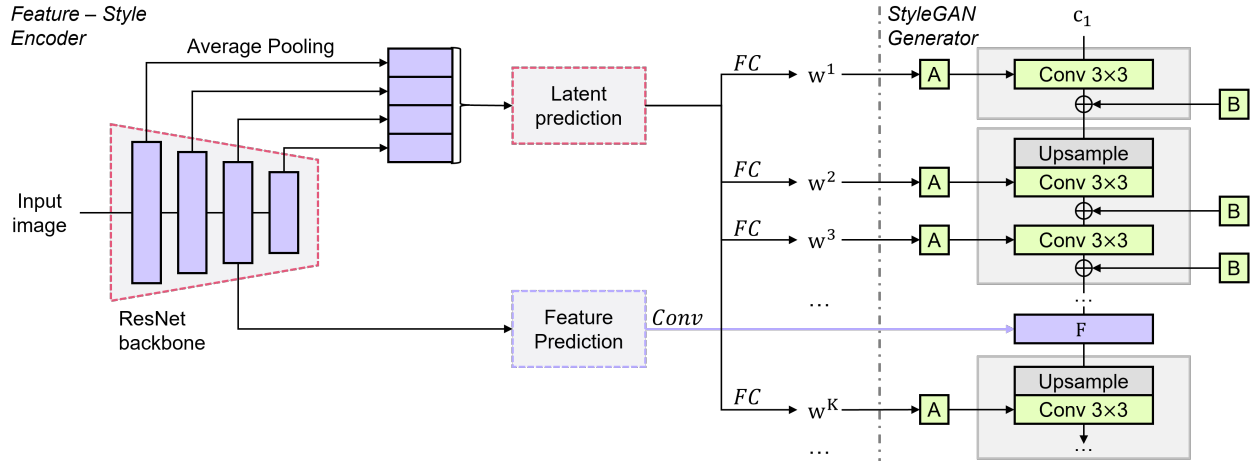 Feature – Style
Encoder
Average Pooling
Input
image
ResNet
backbone
Latent
prediction
Feature
Prediction
Conv
FC
w¹
FC
w²
FC
w³
...
FC
wᴷ
...
StyleGAN
Generator
c₁
A
Conv 3×3
B
Upsample
A
Conv 3×3
B
A
Conv 3×3
B
...
F
Upsample
A
Conv 3×3
...